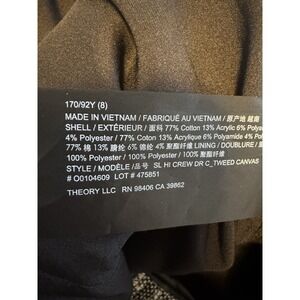 170/92Y (8)
MADE IN VIETNAM / FABRIQUÉ AU VIETNAM / 原产地 越南
SHELL / EXTÉRIEUR / 面料 77% Cotton 13% Acrylic 6% Polya
4% Polyester / 77% Coton 13% Acrylique 6% Polyamide 4% Pol
77% 棉 13% 腈纶 6% 锦纶 4% 聚酯纤维 LINING / DOUBLURE /
100% Polyester / 100% Polyester / 100% 聚酯纤维
STYLE / MODÈLE / 品号 SL HI CREW DR C_TWEED CANVAS
# O0104609 LOT # 475851
THEORY LLC RN 98406 CA 39862